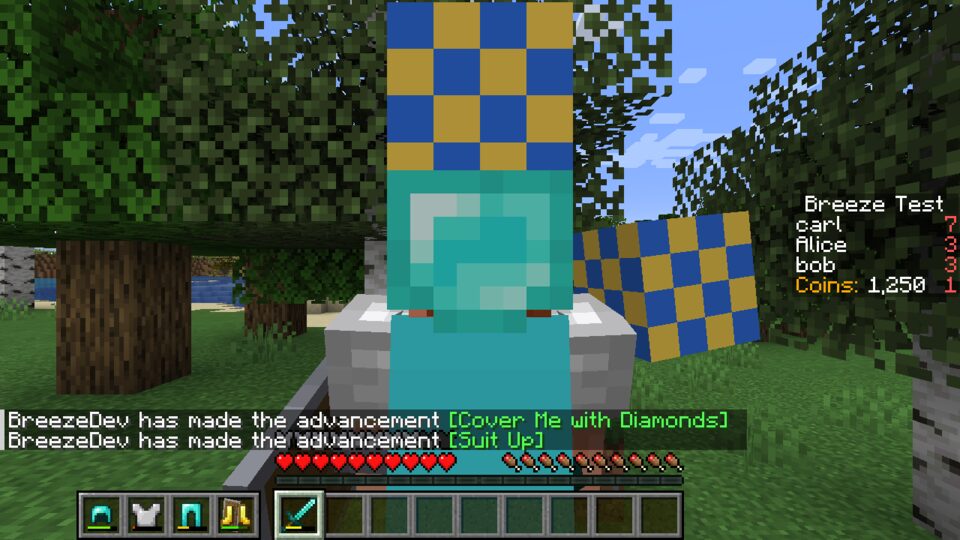 Breeze Test
carl 7
Alice 3
bob 3
Coins: 1,250 1
BreezeDev has made the advancement [Cover Me with Diamonds]
BreezeDev has made the advancement [Suit Up]